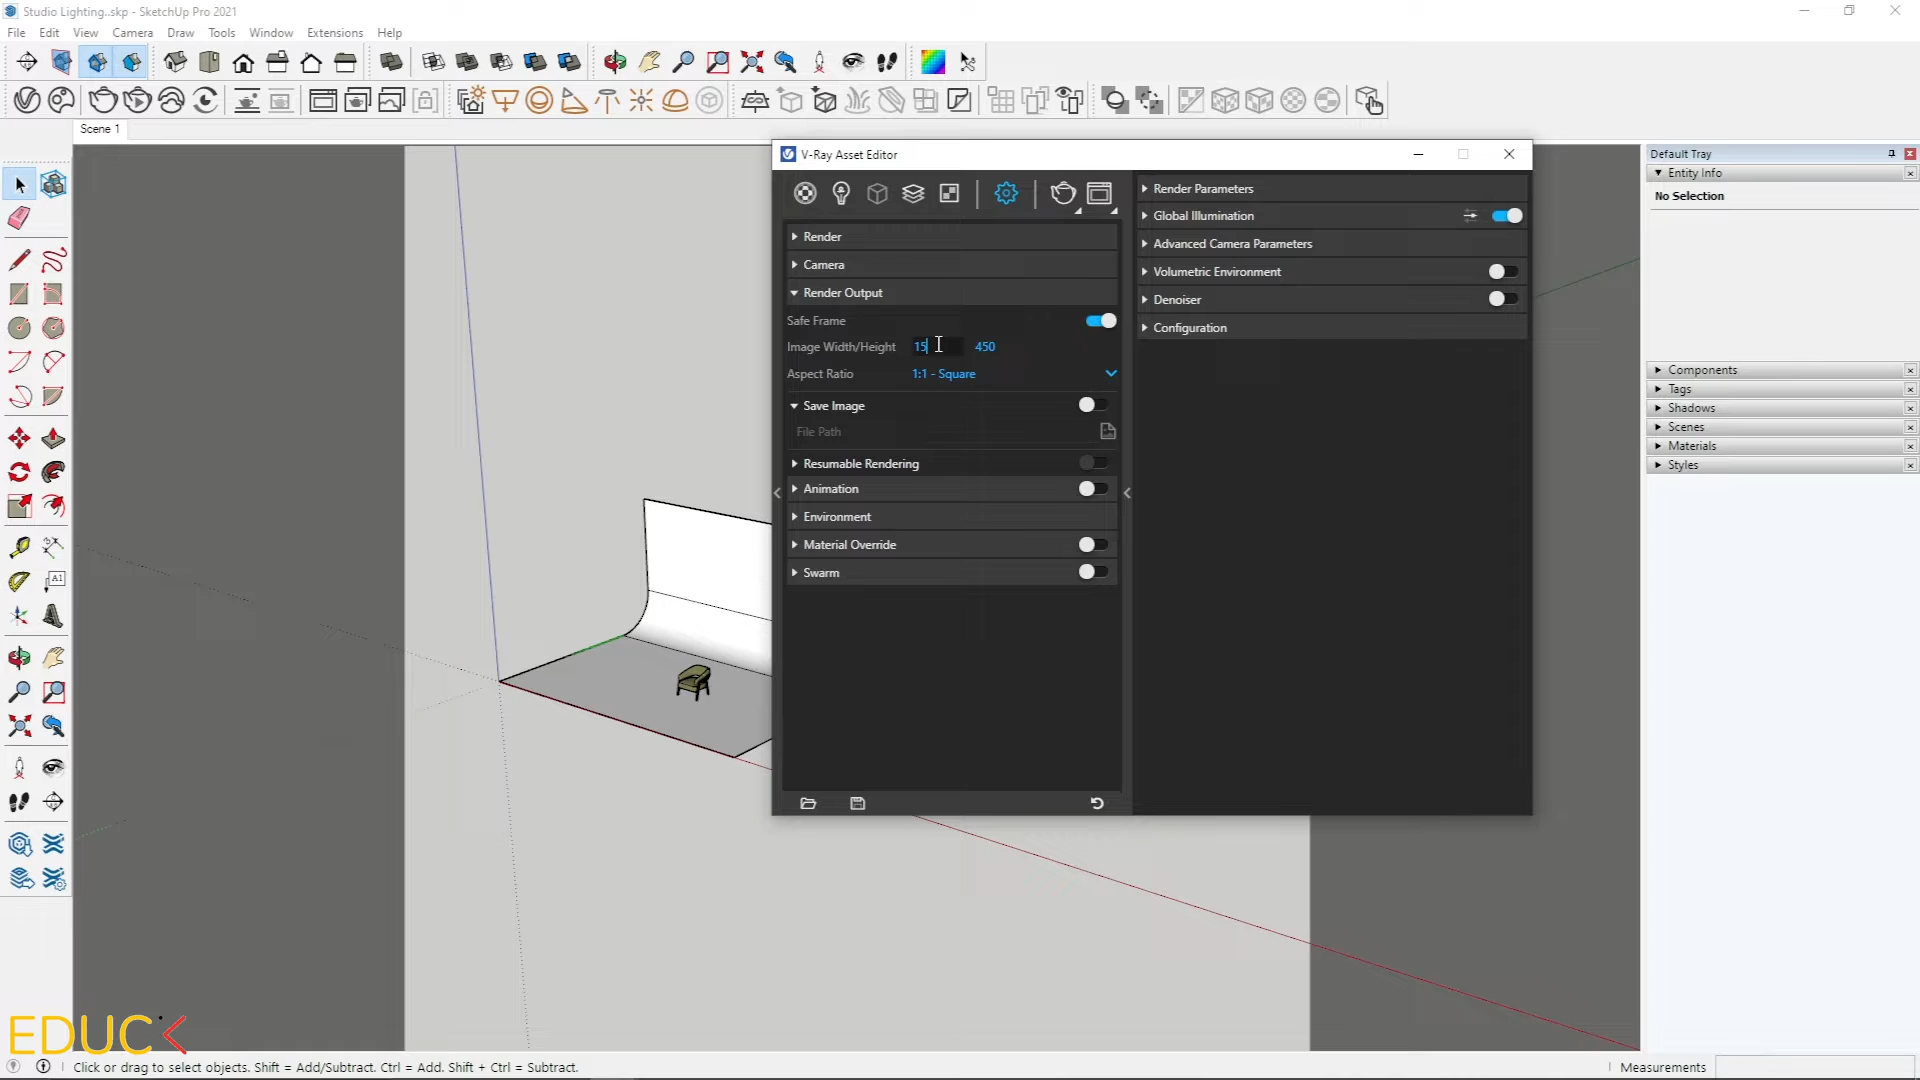 Studio Lighting..skp - SketchUp Pro 2021
File Edit View Camera Draw Tools Window Extensions Help
Scene 1
V-Ray Asset Editor
Render
Camera
Render Output
Safe Frame
Image Width/Height 15 450
Aspect Ratio 1:1 - Square
Save Image
File Path
Resumable Rendering
Animation
Environment
Material Override
Swarm
Render Parameters
Global Illumination
Advanced Camera Parameters
Volumetric Environment
Denoiser
Configuration
Default Tray
Entity Info
No Selection
Components
Tags
Shadows
Scenes
Materials
Styles
A1
EDUC
Click or drag to select objects. Shift = Add/Subtract. Ctrl = Add. Shift + Ctrl = Subtract.
Measurements